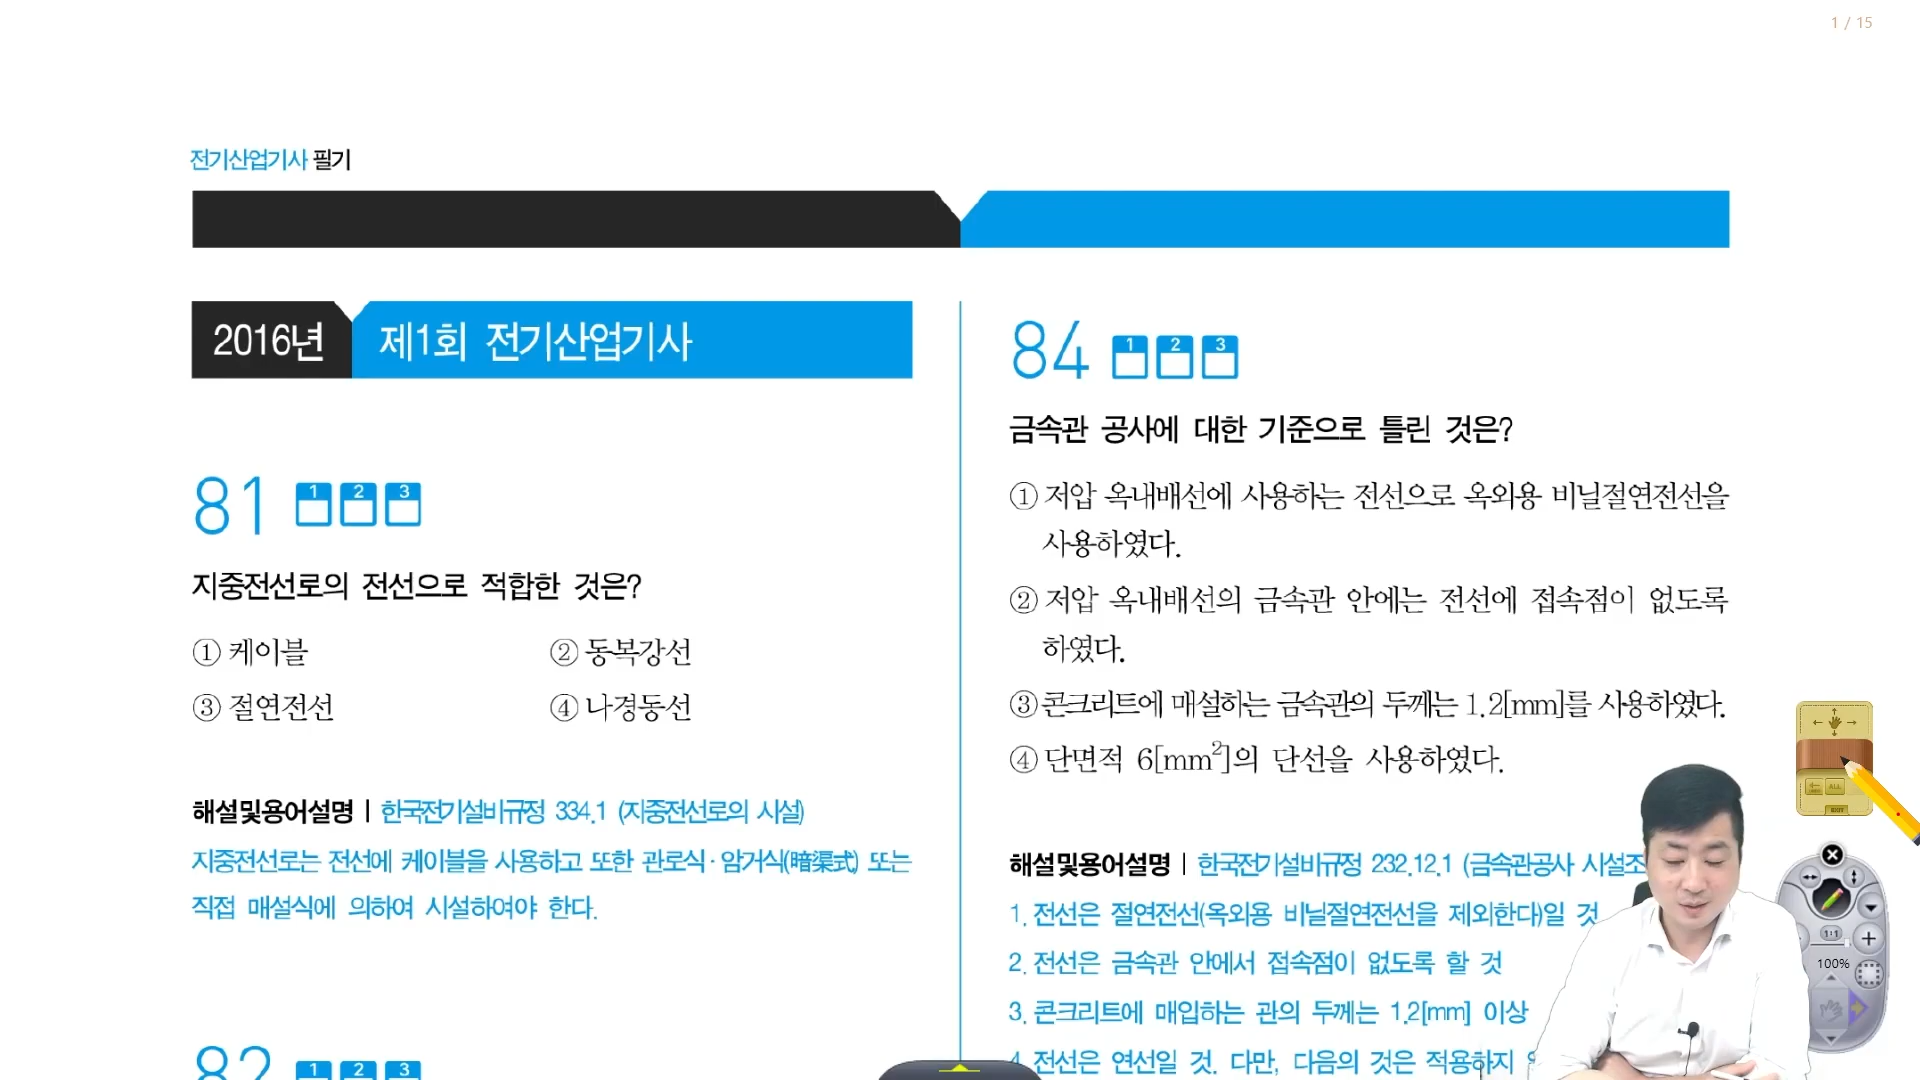 1 / 15
전기산업기사 필기
2016년 제1회 전기산업기사
81 1 2 3
지중전선로의 전선으로 적합한 것은?
① 케이블 ② 동복강선
③ 절연전선 ④ 나경동선
해설및용어설명 | 한국전기설비규정 334.1 (지중전선로의 시설)
지중전선로는 전선에 케이블을 사용하고 또한 관로식·암거식(暗渠式) 또는
직접 매설식에 의하여 시설하여야 한다.
82 1 2 3
84 1 2 3
금속관 공사에 대한 기준으로 틀린 것은?
① 저압 옥내배선에 사용하는 전선으로 옥외용 비닐절연전선을
사용하였다.
② 저압 옥내배선의 금속관 안에는 전선에 접속점이 없도록
하였다.
③ 콘크리트에 매설하는 금속관의 두께는 1.2[mm]를 사용하였다.
④ 단면적 6[mm²]의 단선을 사용하였다.
해설및용어설명 | 한국전기설비규정 232.12.1 (금속관공사 시설조
1. 전선은 절연전선(옥외용 비닐절연전선을 제외한다)일 것
2. 전선은 금속관 안에서 접속점이 없도록 할 것
3. 콘크리트에 매입하는 관의 두께는 1.2[mm] 이상
4. 전선은 연선일 것. 다만, 다음의 것은 적용하지
ALL
EXIT
1:1
100%